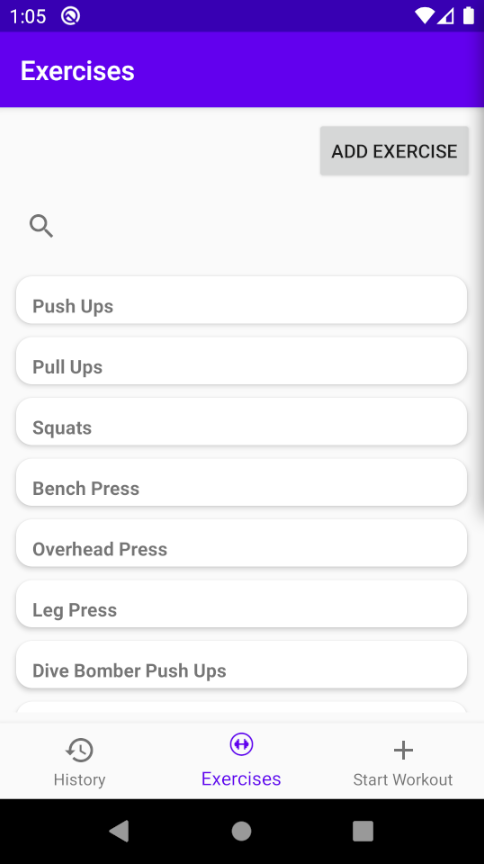 1:05
Exercises
ADD EXERCISE
Push Ups
Pull Ups
Squats
Bench Press
Overhead Press
Leg Press
Dive Bomber Push Ups
History
Exercises
Start Workout